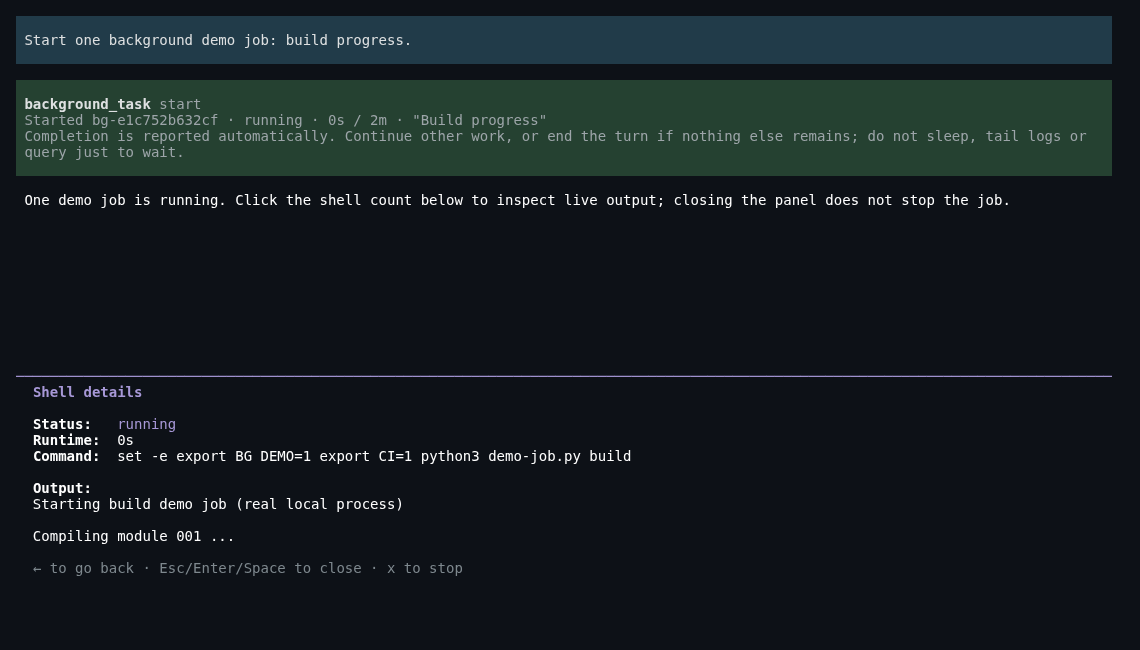 Start one background demo job: build progress.
background_task start
Started bg-e1c752b632cf · running · 0s / 2m · "Build progress"
Completion is reported automatically. Continue other work, or end the turn if nothing else remains; do not sleep, tail logs or
query just to wait.
One demo job is running. Click the shell count below to inspect live output; closing the panel does not stop the job.
Shell details
Status: running
Runtime: 0s
Command: set -e export BG DEMO=1 export CI=1 python3 demo-job.py build
Output:
Starting build demo job (real local process)
Compiling module 001 ...
← to go back · Esc/Enter/Space to close · x to stop